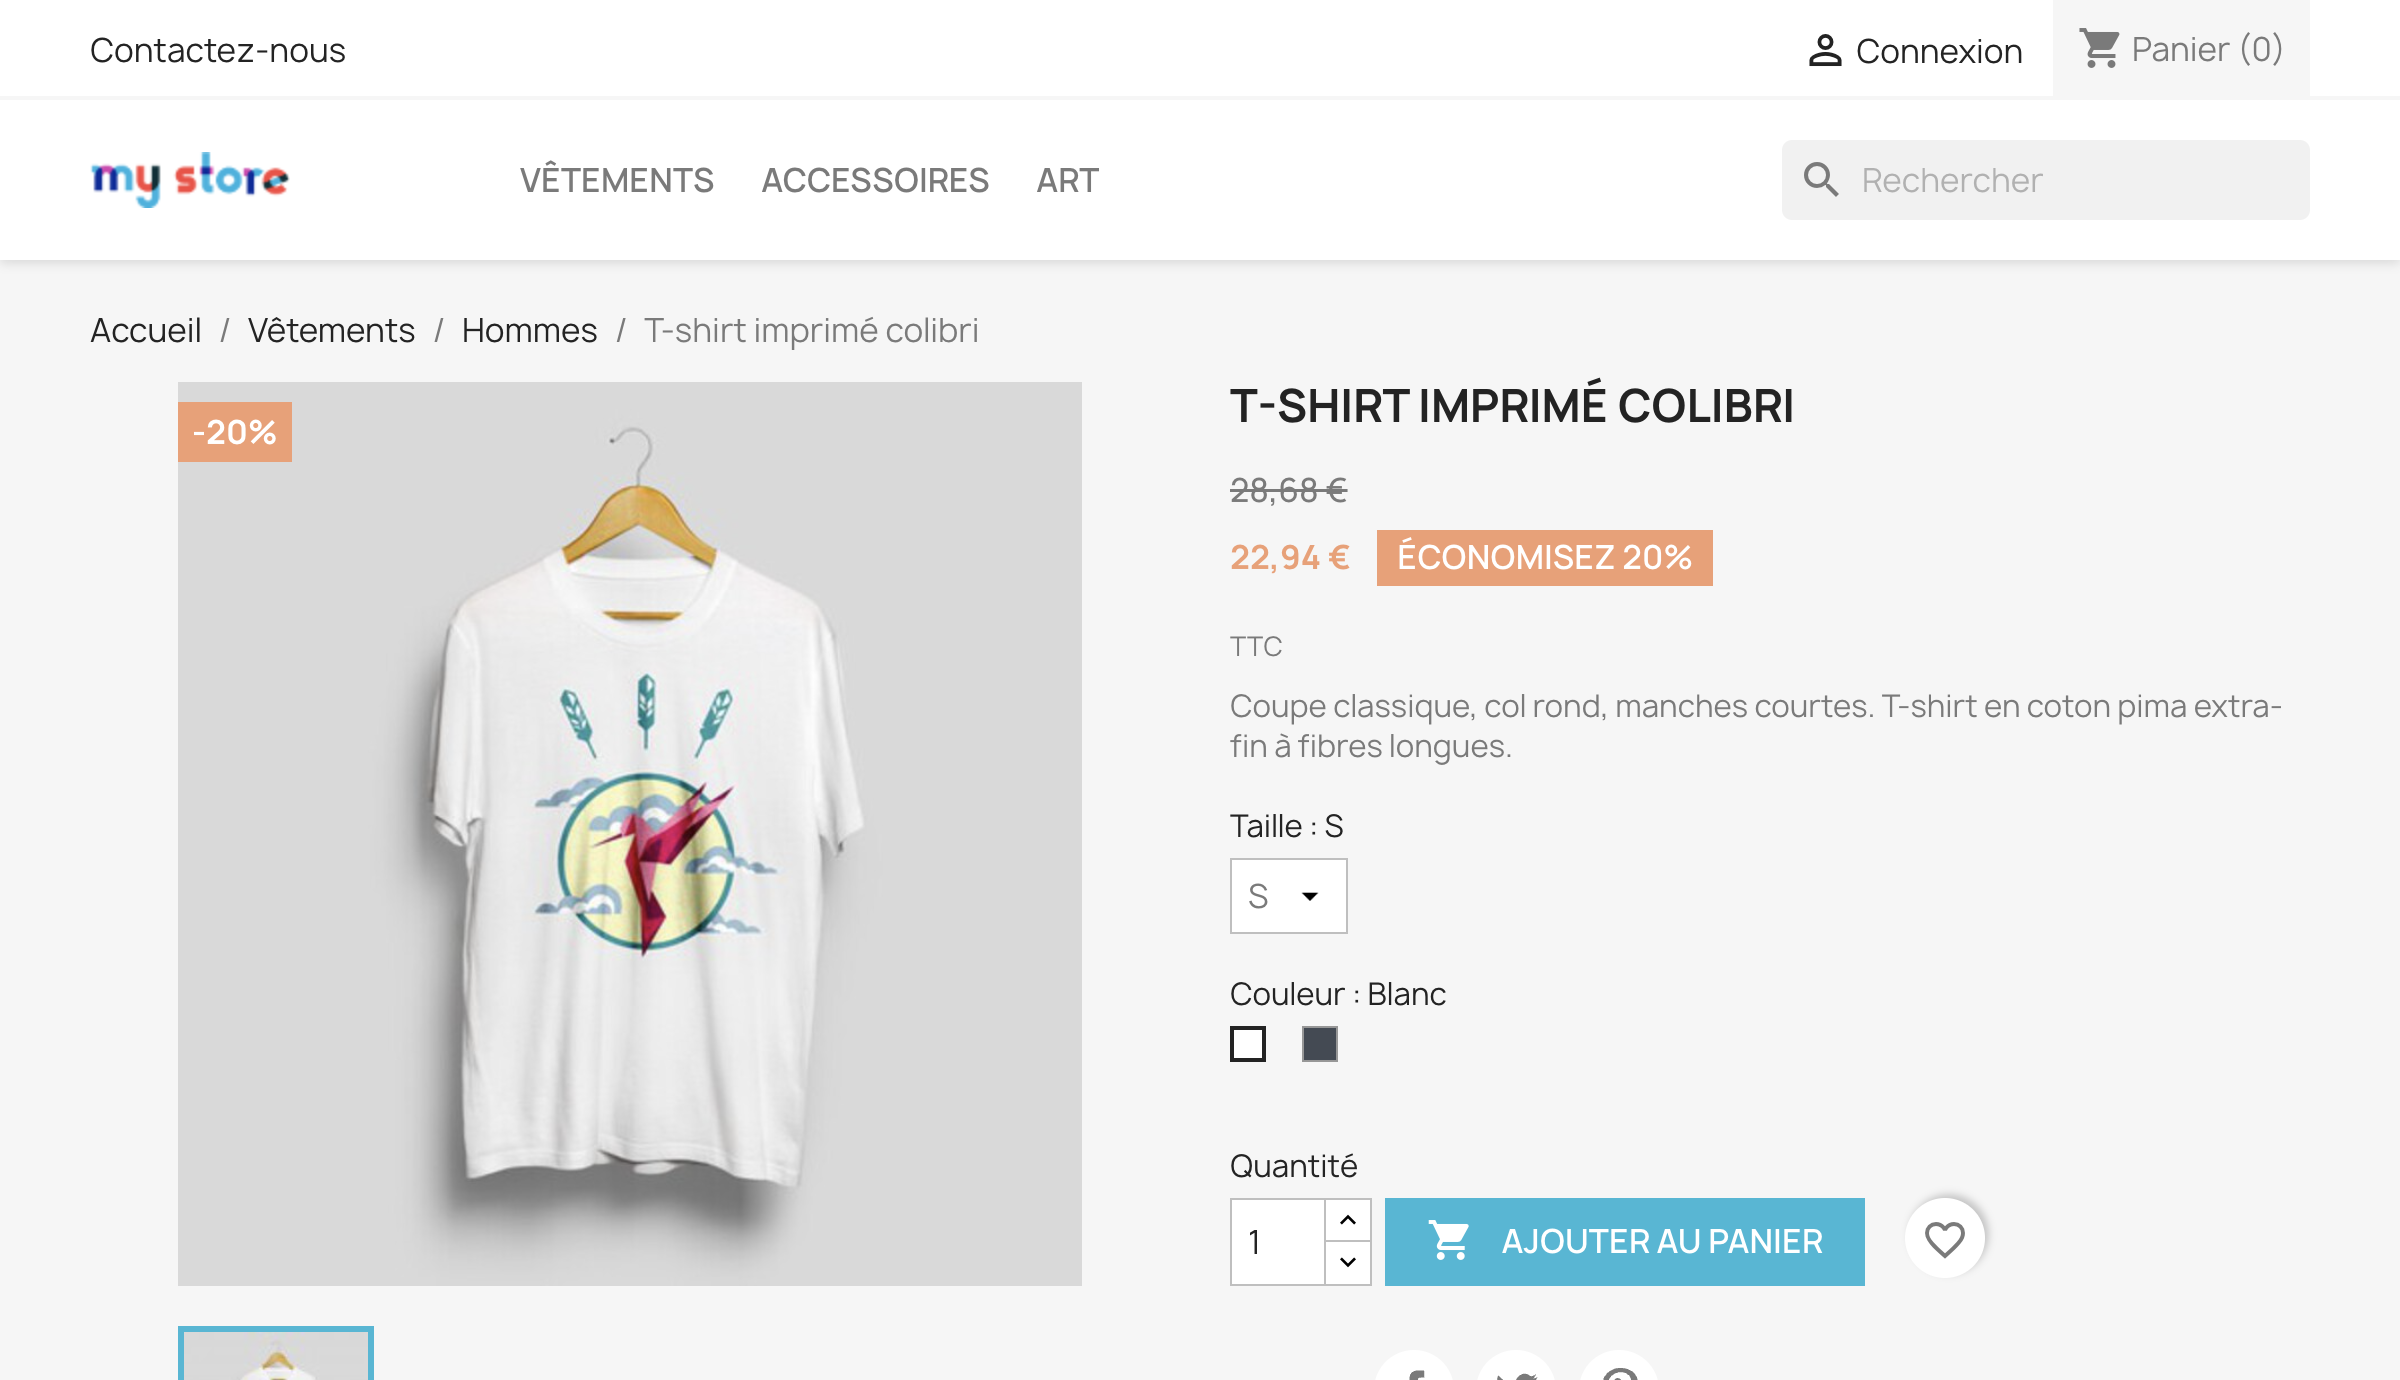 Contactez-nous
Connexion
Panier (0)
my store
VÊTEMENTS ACCESSOIRES ART
Rechercher
Accueil / Vêtements / Hommes / T-shirt imprimé colibri
-20%
T-SHIRT IMPRIMÉ COLIBRI
28,68 €
22,94 € ÉCONOMISEZ 20%
TTC
Coupe classique, col rond, manches courtes. T-shirt en coton pima extra-
fin à fibres longues.
Taille : S
S
Couleur : Blanc
Quantité
1
AJOUTER AU PANIER